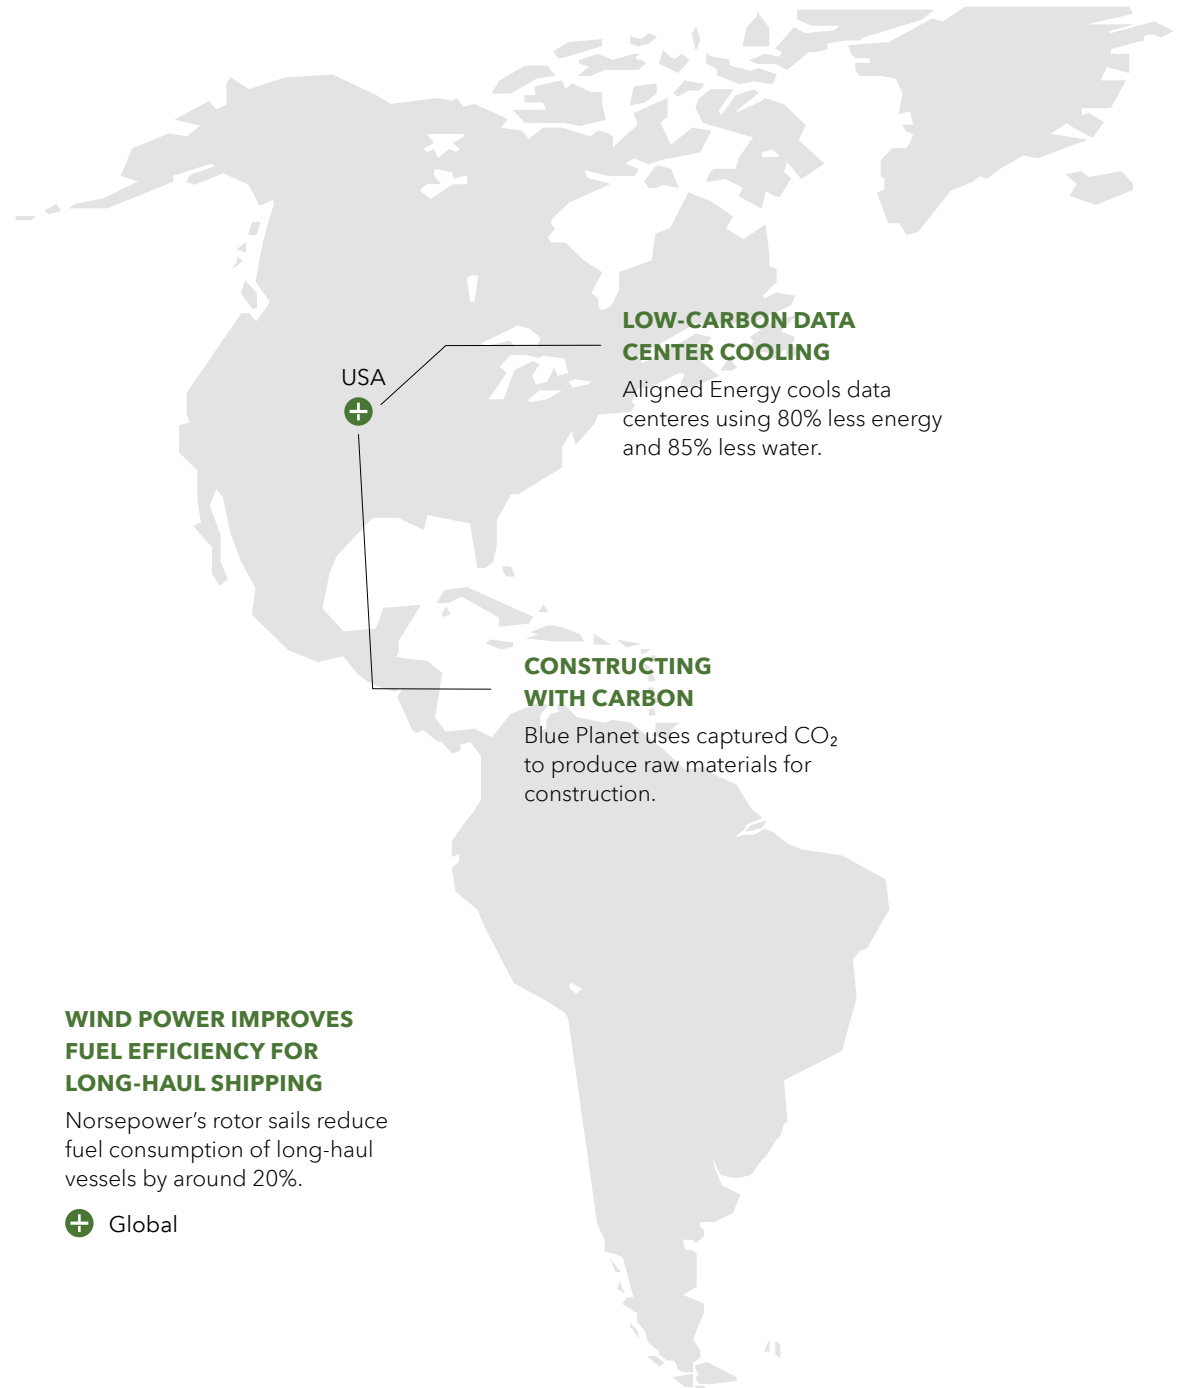 LOW-CARBON DATA
CENTER COOLING
USA
Aligned Energy cools data
centeres using 80% less energy
and 85% less water.
CONSTRUCTING
WITH CARBON
Blue Planet uses captured CO₂
to produce raw materials for
construction.
WIND POWER IMPROVES
FUEL EFFICIENCY FOR
LONG-HAUL SHIPPING
Norsepower’s rotor sails reduce
fuel consumption of long-haul
vessels by around 20%.
Global